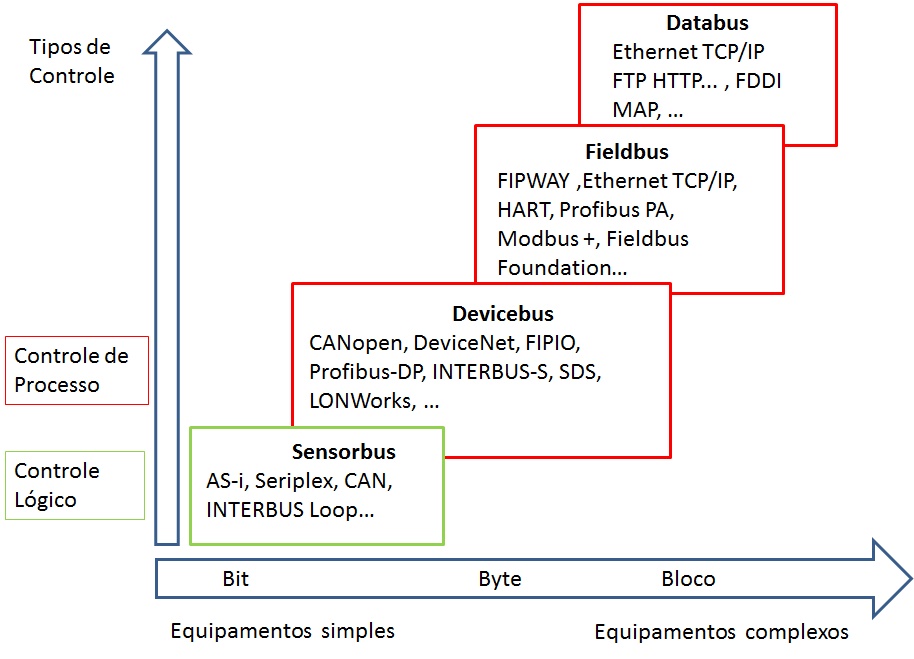 Tipos de
Controle
Databus
Ethernet TCP/IP
FTP HTTP... , FDDI
MAP, ...
Fieldbus
FIPWAY ,Ethernet TCP/IP,
HART, Profibus PA,
Modbus +, Fieldbus
Foundation...
Devicebus
CANopen, DeviceNet, FIPIO,
Profibus-DP, INTERBUS-S, SDS,
LONWorks, ...
Controle de
Processo
Sensorbus
AS-i, Seriplex, CAN,
INTERBUS Loop...
Controle
Lógico
Bit Byte Bloco
Equipamentos simples Equipamentos complexos